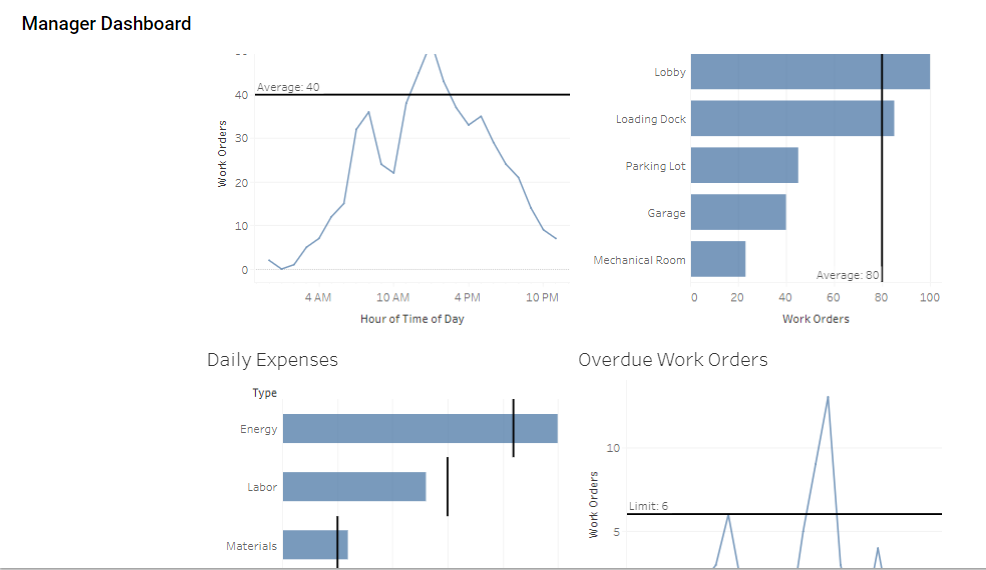 Manager Dashboard
Average: 40
40
30
20
10
0
Work Orders
4 AM
10 AM
4 PM
10 PM
Hour of Time of Day
Lobby
Loading Dock
Parking Lot
Garage
Mechanical Room
Average: 80
0
20
40
60
80
100
Work Orders
Daily Expenses
Type
Energy
Labor
Materials
Overdue Work Orders
10
Limit: 6
5
Work Orders